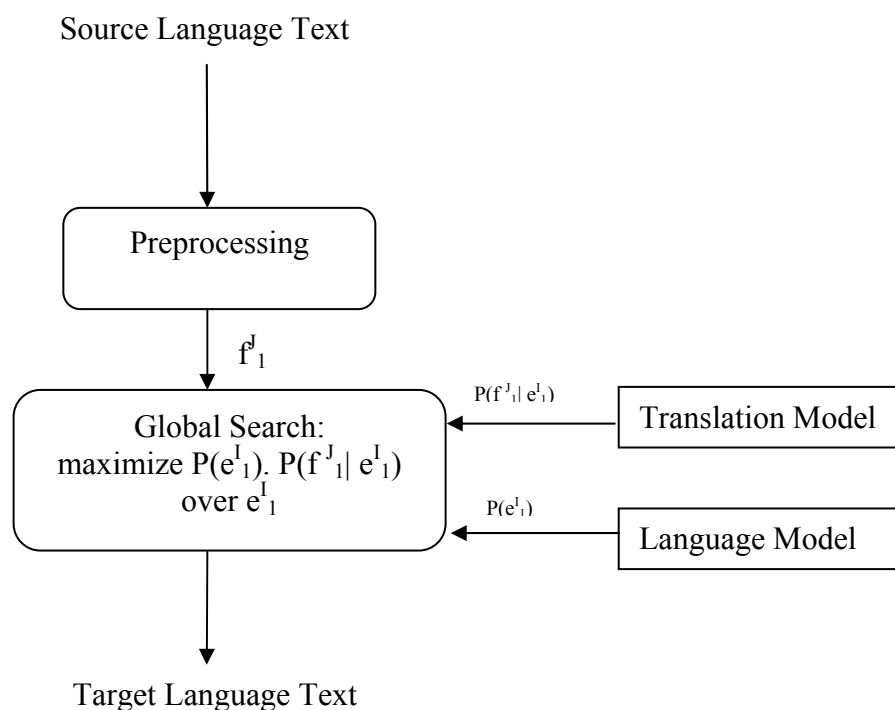 Source Language Text
Preprocessing
f^J_1
Global Search:
maximize P(e^I_1). P(f^J_1| e^I_1)
over e^I_1
P(f^J_1| e^I_1)
Translation Model
P(e^I_1)
Language Model
Target Language Text